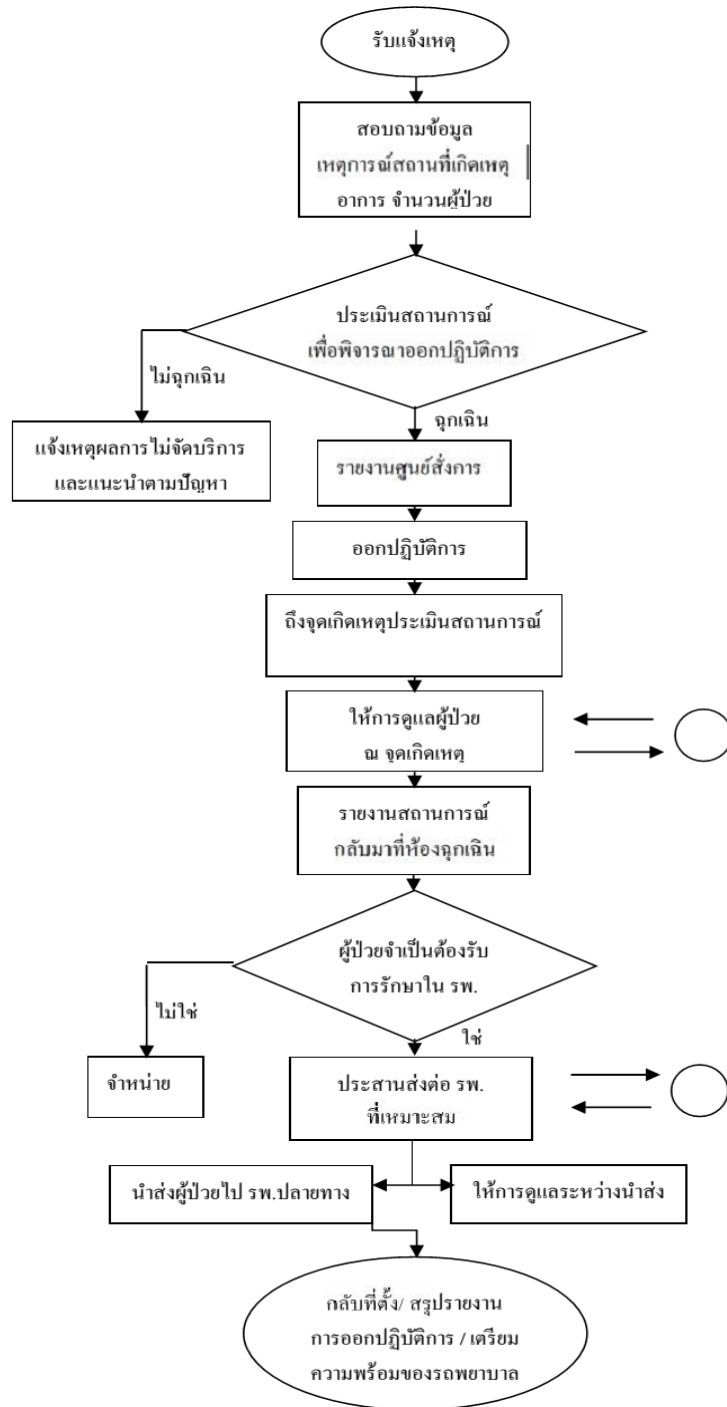 รับแจ้งเหตุ
สอบถามข้อมูล
เหตุการณ์สถานที่เกิดเหตุ
อาการ จำนวนผู้ป่วย
ประเมินสถานการณ์
เพื่อพิจารณาออกปฏิบัติการ
ไม่ฉุกเฉิน
ฉุกเฉิน
แจ้งเหตุผลการไม่จัดบริการ
และแนะนำตามปัญหา
รายงานศูนย์สั่งการ
ออกปฏิบัติการ
ถึงจุดเกิดเหตุประเมินสถานการณ์
ให้การดูแลผู้ป่วย
ณ จุดเกิดเหตุ
รายงานสถานการณ์
กลับมาที่ห้องฉุกเฉิน
ผู้ป่วยจำเป็นต้องรับ
การรักษาใน รพ.
ไม่ใช่
ใช่
จำหน่าย
ประสานส่งต่อ รพ.
ที่เหมาะสม
นำส่งผู้ป่วยไป รพ.ปลายทาง
ให้การดูแลระหว่างนำส่ง
กลับที่ตั้ง/ สรุปรายงาน
การออกปฏิบัติการ / เตรียม
ความพร้อมของรถพยาบาล